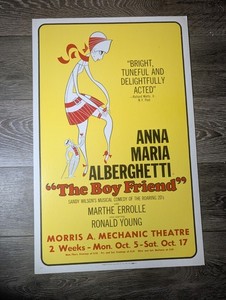 "BRIGHT,
TUNEFUL AND
DELIGHTFULLY
ACTED"
ANNA
MARIA
ALBERGHETTI
"The Boy Friend"
SANDY WILSON'S MUSICAL COMEDY OF THE ROARING 20's
MARTHE ERROLLE
RONALD YOUNG
MORRIS A. MECHANIC THEATRE
2 Weeks - Mon. Oct. 5 - Sat. Oct. 17